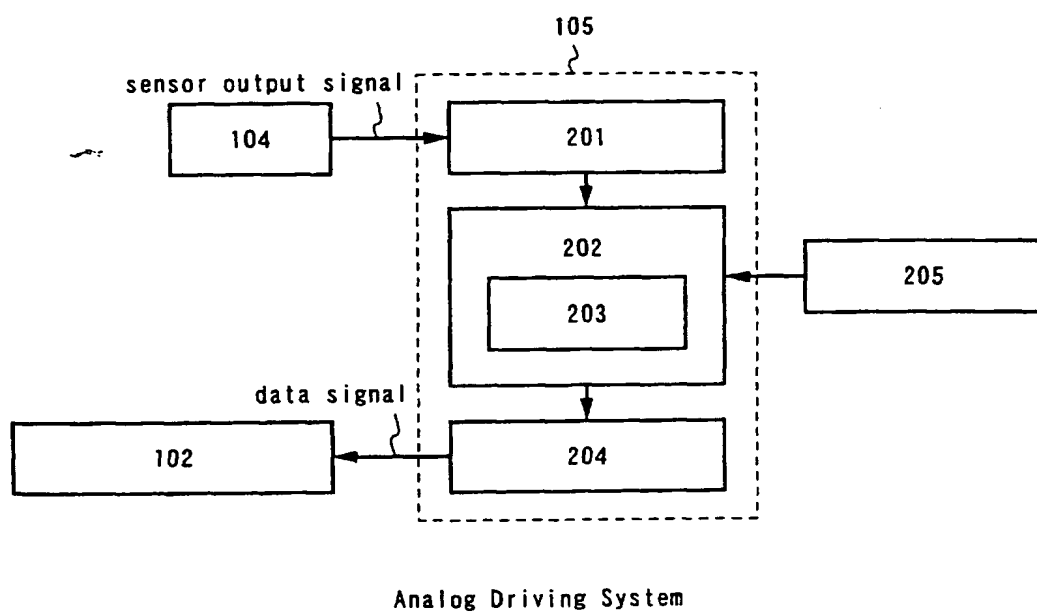 105
sensor output signal
104
201
202
205
203
data signal
102
204
Analog Driving System